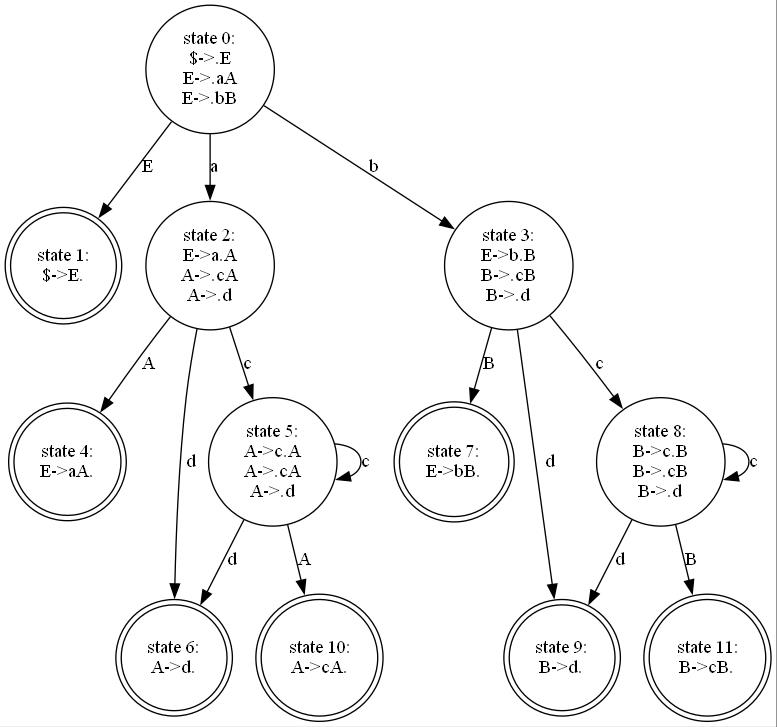 state 0:
$->.E
E->.aA
E->.bB
E
a
b
state 1:
$->E.
state 2:
E->a.A
A->.cA
A->.d
state 3:
E->b.B
B->.cB
B->.d
A
c
B
c
state 4:
E->aA.
d
state 5:
A->c.A
A->.cA
A->.d
c
state 7:
E->bB.
d
state 8:
B->c.B
B->.cB
B->.d
c
d
A
d
B
state 6:
A->d.
state 10:
A->cA.
state 9:
B->d.
state 11:
B->cB.